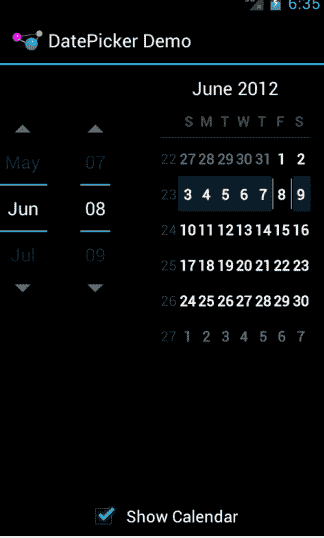 6:35
DatePicker Demo
June 2012
S M T W T F S
May 07
Jun 08
Jul 09
22 27 28 29 30 31 1 2
23 3 4 5 6 7 8 9
24 10 11 12 13 14 15 16
25 17 18 19 20 21 22 23
26 24 25 26 27 28 29 30
27 1 2 3 4 5 6 7
Show Calendar